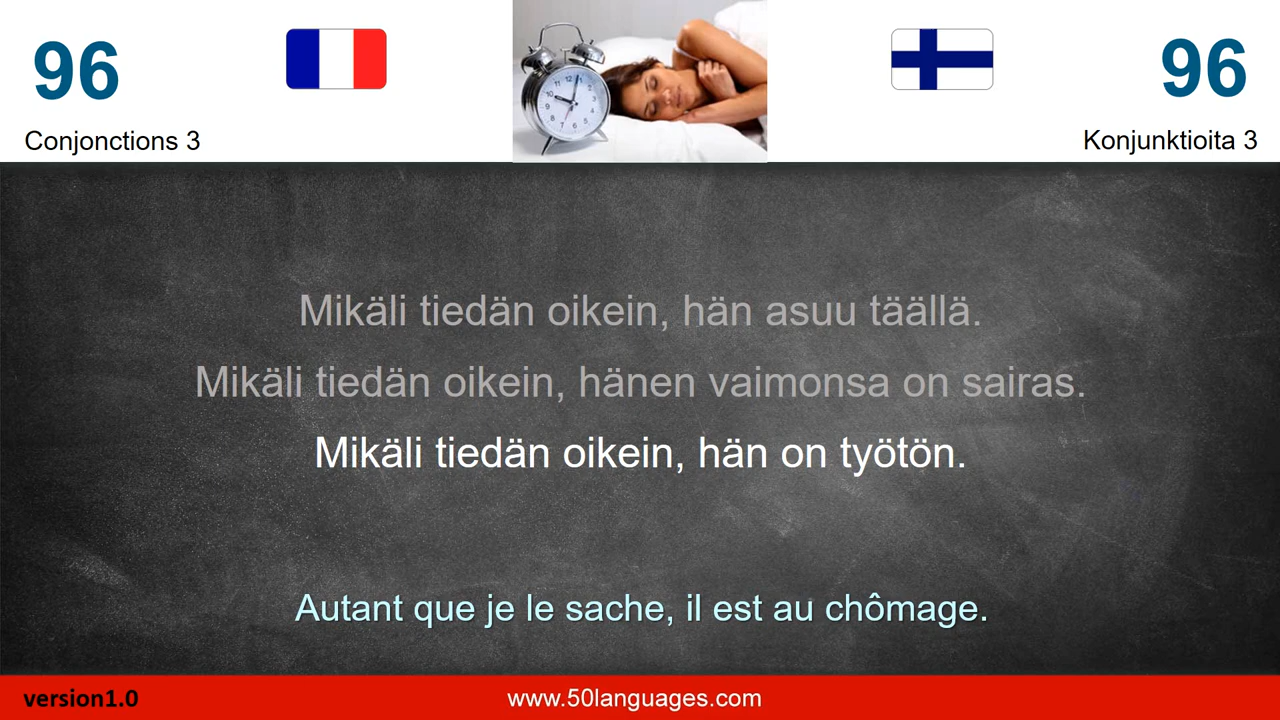 96
96
Conjonctions 3
Konjunktioita 3
Mikäli tiedän oikein, hän asuu täällä.
Mikäli tiedän oikein, hänen vaimonsa on sairas.
Mikäli tiedän oikein, hän on työtön.
Autant que je le sache, il est au chômage.
version1.0
www.50languages.com